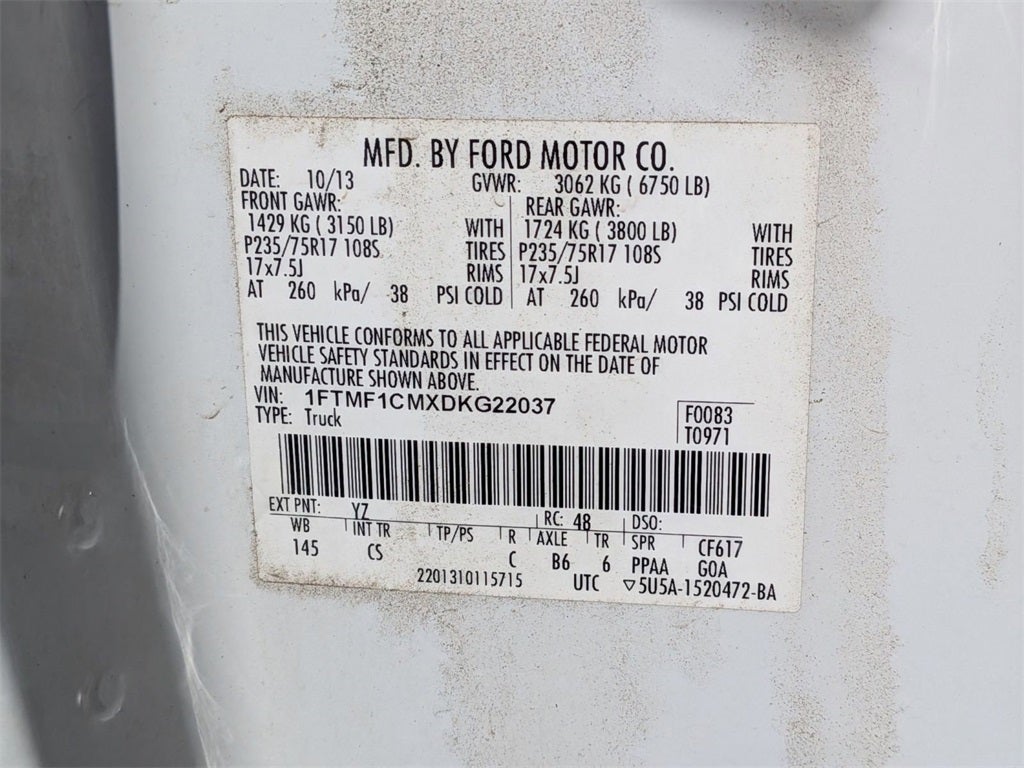 MFD. BY FORD MOTOR CO.
DATE: 10/13 GVWR: 3062 KG ( 6750 LB)
FRONT GAWR: REAR GAWR:
1429 KG ( 3150 LB) WITH 1724 KG ( 3800 LB) WITH
P235/75R17 108S TIRES P235/75R17 108S TIRES
17x7.5J RIMS 17x7.5J RIMS
AT 260 kPa/ 38 PSI COLD AT 260 kPa/ 38 PSI COLD
THIS VEHICLE CONFORMS TO ALL APPLICABLE FEDERAL MOTOR
VEHICLE SAFETY STANDARDS IN EFFECT ON THE DATE OF
MANUFACTURE SHOWN ABOVE.
VIN: 1FTMF1CMXDKG22037 F0083
TYPE: Truck T0971
EXT PNT: YZ RC: 48 DSO:
WB INT TR TP/PS R AXLE TR SPR CF617
145 CS C B6 6 PPAA GOA
2201310115715 UTC ▽5U5A-1520472-BA